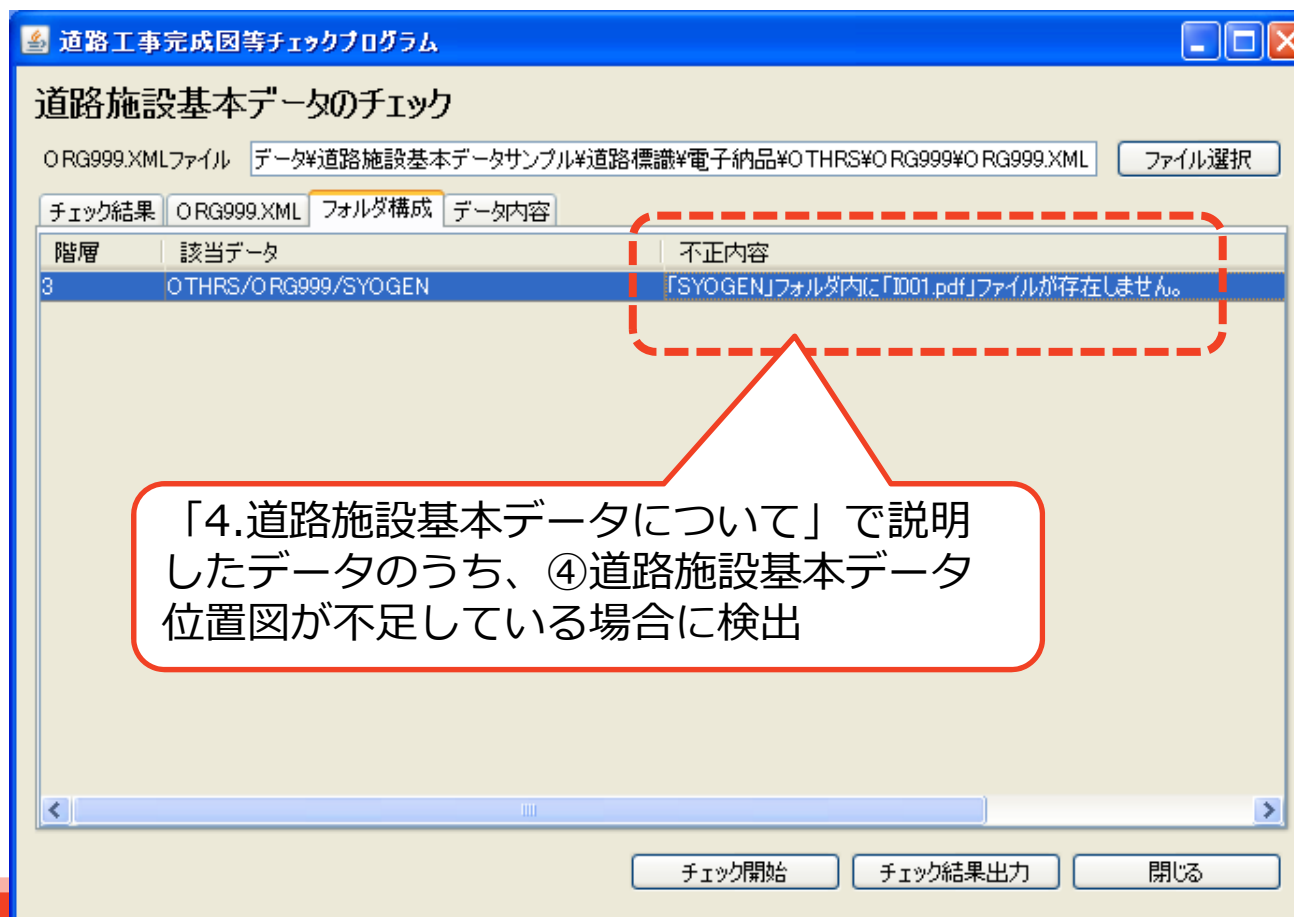 道路工事完成図等チェックプログラム
道路施設基本データのチェック
ORG999.XMLファイル データ¥道路施設基本データサンプル¥道路標識¥電子納品¥OTHRS¥ORG999¥ORG999.XML ファイル選択
チェック結果 ORG999.XML フォルダ構成 データ内容
階層 該当データ 不正内容
3 OTHRS/ORG999/SYOGEN 「SYOGEN」フォルダ内に「I001.pdf」ファイルが存在しません。
「4.道路施設基本データについて」で説明
したデータのうち、④道路施設基本データ
位置図が不足している場合に検出
チェック開始 チェック結果出力 閉じる